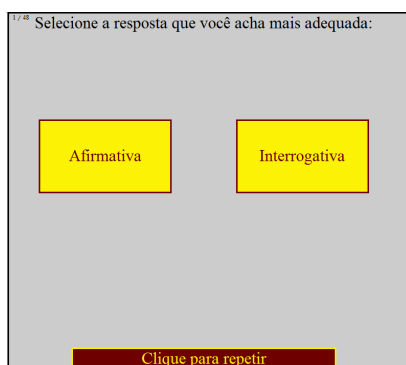 1 / 48
Selecione a resposta que você acha mais adequada:
Afirmativa
Interrogativa
Clique para repetir